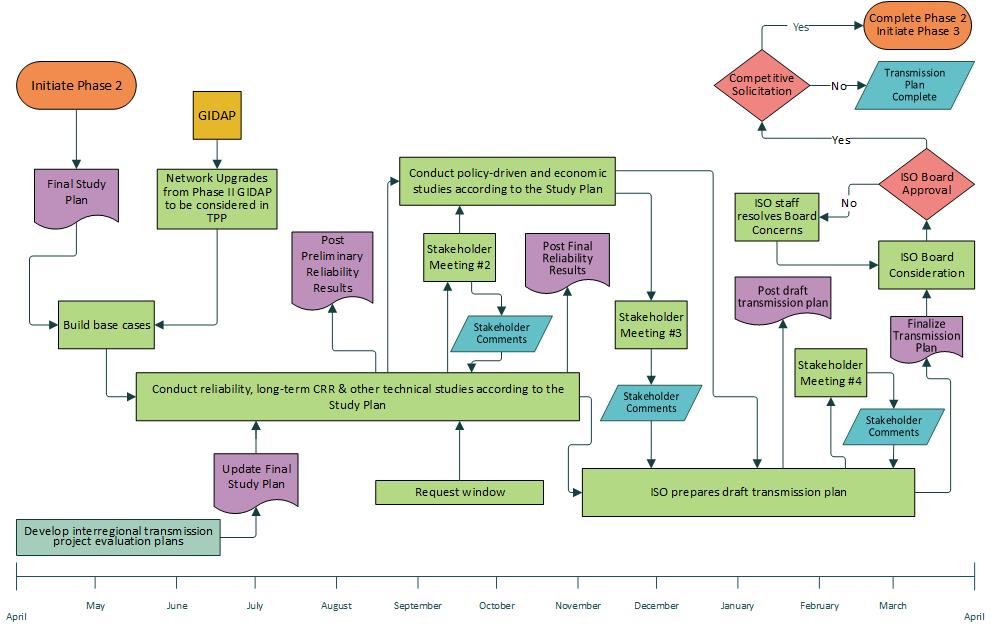 Complete Phase 2
Initiate Phase 3
Yes
Initiate Phase 2
Competitive
Solicitation
No
Transmission
Plan
Complete
GIDAP
Yes
Final Study
Plan
Network Upgrades
from Phase II GIDAP
to be considered in
TPP
Conduct policy-driven and economic
studies according to the Study Plan
ISO Board
Approval
No
ISO staff
resolves Board
Concerns
Post
Preliminary
Reliability
Results
Stakeholder
Meeting #2
Post Final
Reliability
Results
ISO Board
Consideration
Post draft
transmission plan
Build base cases
Stakeholder
Comments
Stakeholder
Meeting #3
Finalize
Transmission
Plan
Stakeholder
Meeting #4
Conduct reliability, long-term CRR & other technical studies according to the
Study Plan
Stakeholder
Comments
Stakeholder
Comments
Update Final
Study Plan
Request window
ISO prepares draft transmission plan
Develop interregional transmission
project evaluation plans
April
May
June
July
August
September
October
November
December
January
February
March
April